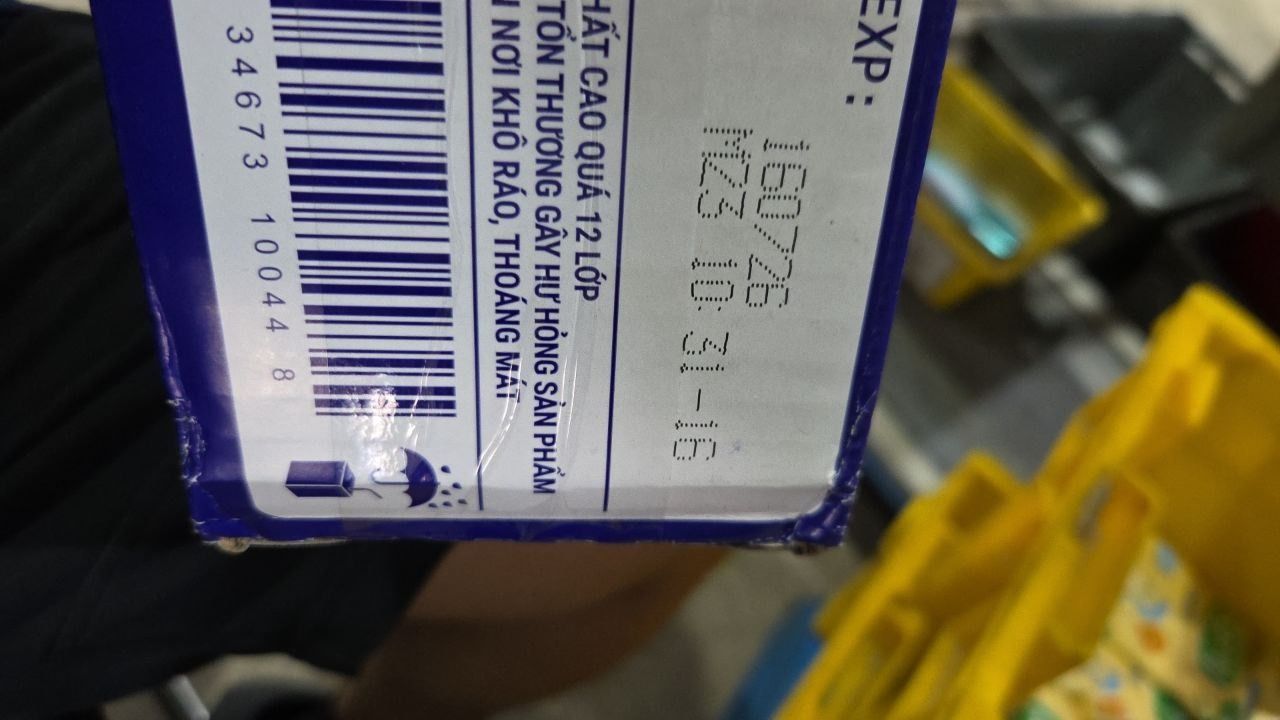 EXP:
160726
M23 10:31-16
HẤT CAO QUÁ 12 LỚP
TỔN THƯƠNG GÂY HƯ HỎNG SẢN PHẨM
NƠI KHÔ RÁO, THOÁNG MÁT
34673 10044 8